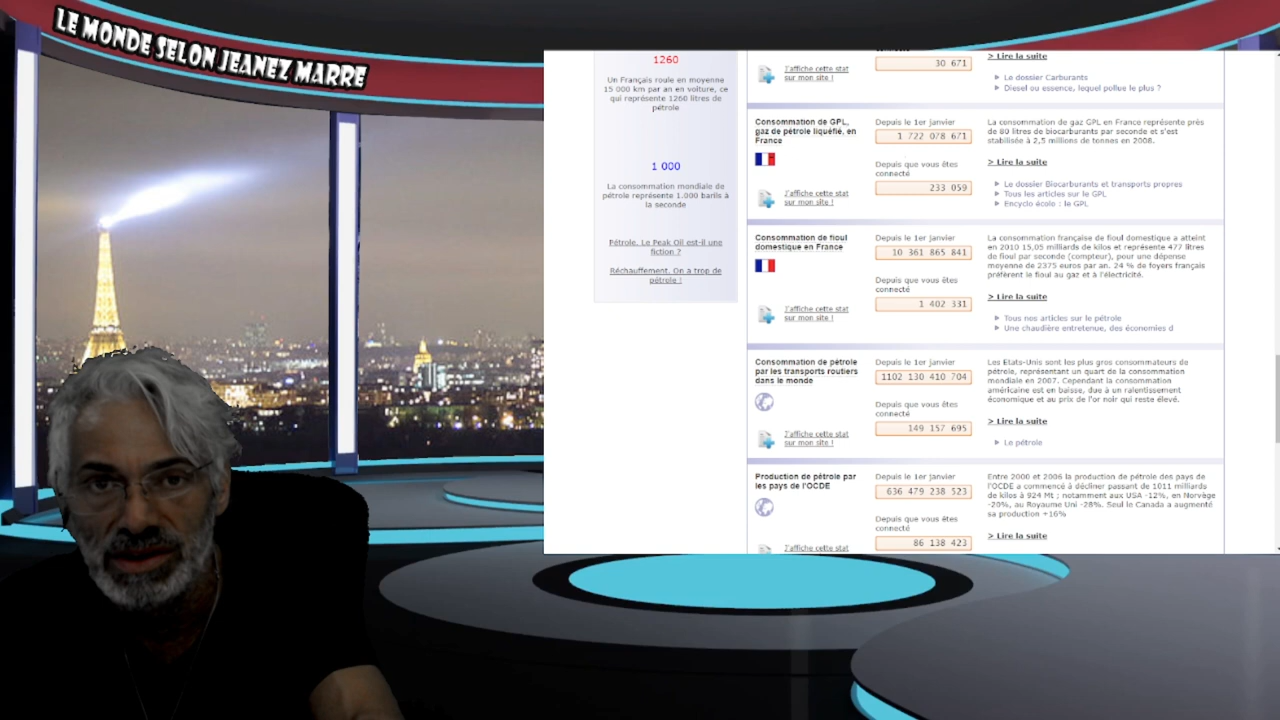 LE MONDE SELON JEANEZ MARRE
1260
Un Français roule en moyenne
15 000 km par an en voiture, ce
qui représente 1260 litres de
pétrole
1 000
La consommation mondiale de
pétrole représente 1.000 barils à
la seconde
Pétrole, Le Peak Oil est-il une
fiction ?
Réchauffement. On a trop de
pétrole !
J'affiche cette stat
sur mon site !
30 671
> Lire la suite
Le dossier Carburants
Diesel ou essence, lequel pollue le plus ?
Consommation de GPL,
gaz de pétrole liquéfié, en
France
J'affiche cette stat
sur mon site !
Depuis le 1er janvier
1 722 078 671
Depuis que vous êtes
connecté
233 059
La consommation de gaz GPL en France représente près
de 80 litres de biocarburants par seconde et s'est
stabilisée à 2,5 millions de tonnes en 2008.
> Lire la suite
Le dossier Biocarburants et transports propres
Tous les articles sur le GPL
Encyclo école : le GPL
Consommation de fioul
domestique en France
J'affiche cette stat
sur mon site !
Depuis le 1er janvier
10 361 865 841
Depuis que vous êtes
connecté
1 402 331
La consommation française de fioul domestique a atteint
en 2010 15,05 milliards de kilos et représente 477 litres
de fioul par seconde (compteur), pour une dépense
moyenne de 2375 euros par an. 24 % de foyers français
préfèrent le fioul au gaz et à l'électricité.
> Lire la suite
Tous nos articles sur le pétrole
Une chaudière entretenue, des économies d
Consommation de pétrole
par les transports routiers
dans le monde
J'affiche cette stat
sur mon site !
Depuis le 1er janvier
1102 130 410 704
Depuis que vous êtes
connecté
149 157 695
Les Etats-Unis sont les plus gros consommateurs de
pétrole, représentant un quart de la consommation
mondiale en 2007. Cependant la consommation
américaine est en baisse, due à un ralentissement
économique et au prix de l'or noir qui reste élevé.
> Lire la suite
Le pétrole
Production de pétrole par
les pays de l'OCDE
J'affiche cette stat
Depuis le 1er janvier
636 479 238 523
Depuis que vous êtes
connecté
86 138 423
Entre 2000 et 2006 la production de pétrole des pays de
l'OCDE a commencé à décliner passant de 1011 milliards
de kilos à 924 Mt ; notamment aux USA -12%, en Norvège
-20%, au Royaume Uni -28%. Seul le Canada a augmenté
sa production +16%
> Lire la suite